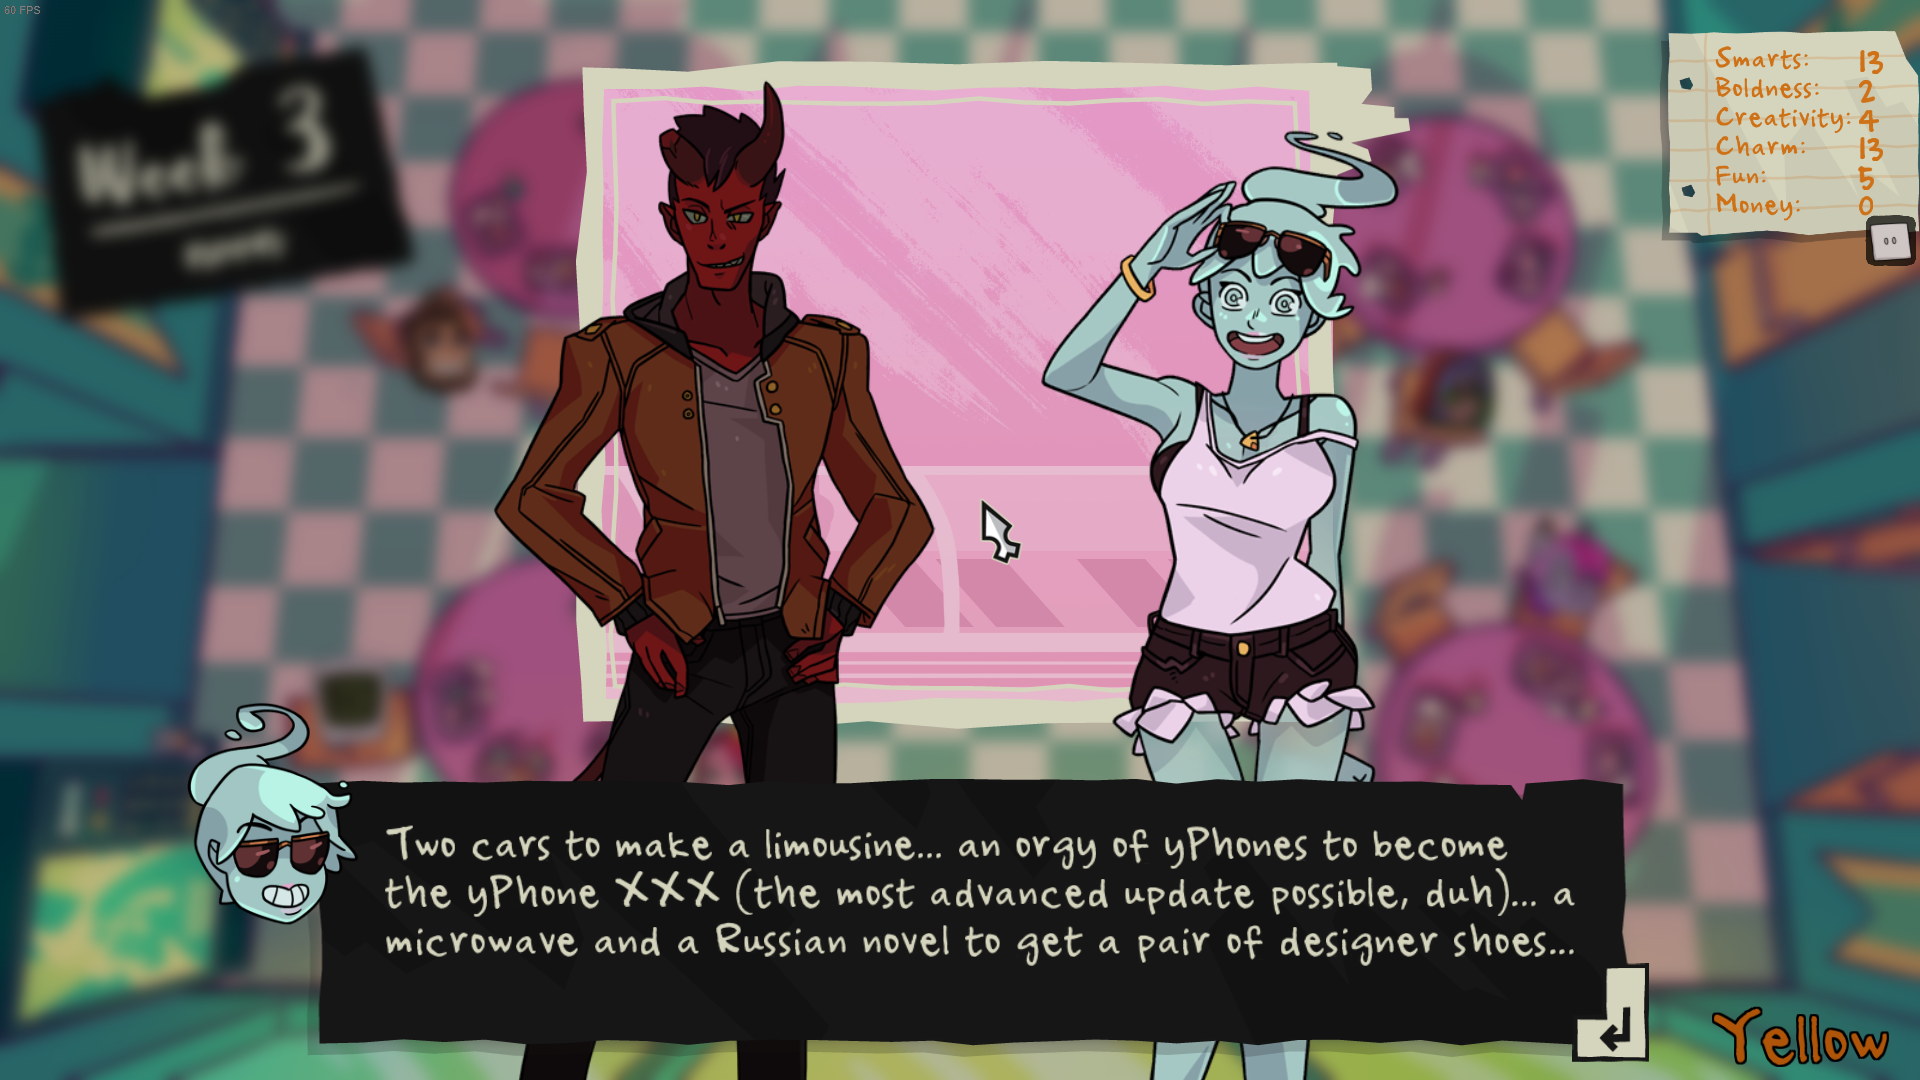 60 FPS
Week 3
noon
Smarts: 13
Boldness: 2
Creativity: 4
Charm: 13
Fun: 5
Money: 0
Two cars to make a limousine... an orgy of yPhones to become
the yPhone XXX (the most advanced update possible, duh)... a
microwave and a Russian novel to get a pair of designer shoes...
Yellow